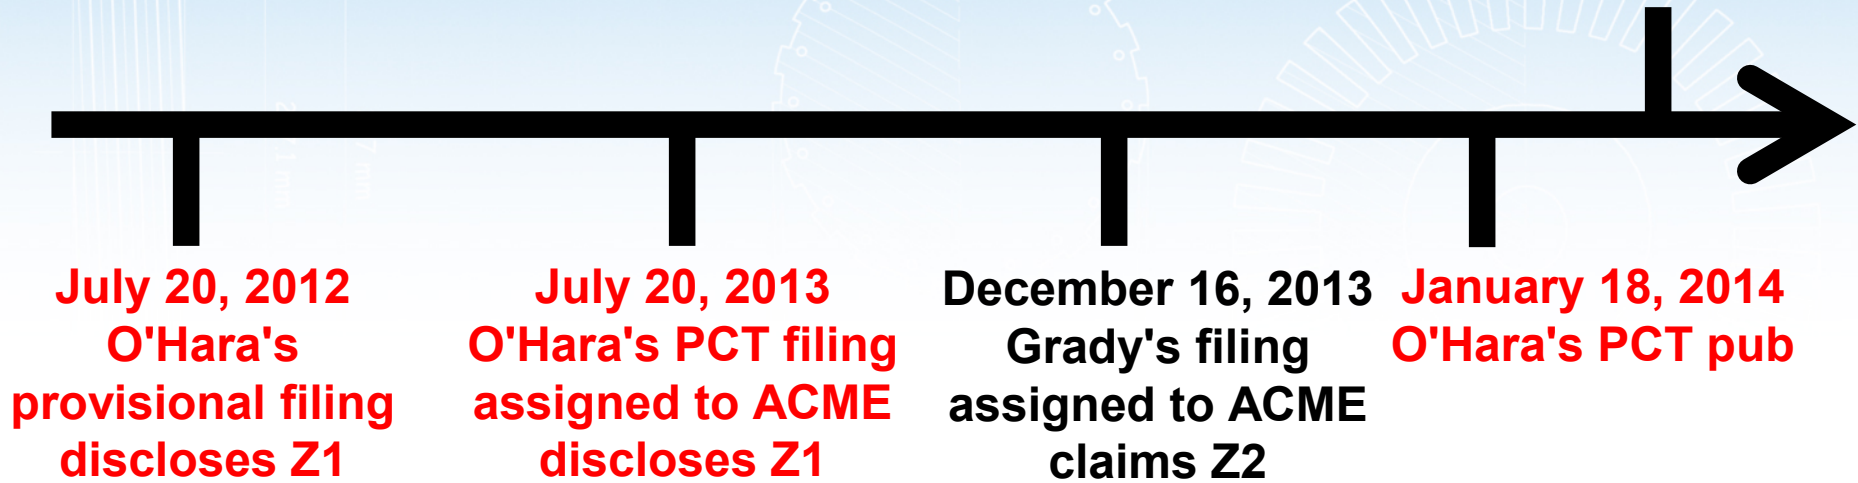 July 20, 2012
O'Hara's
provisional filing
discloses Z1
July 20, 2013
O'Hara's PCT filing
assigned to ACME
discloses Z1
December 16, 2013
Grady's filing
assigned to ACME
claims Z2
January 18, 2014
O'Hara's PCT pub